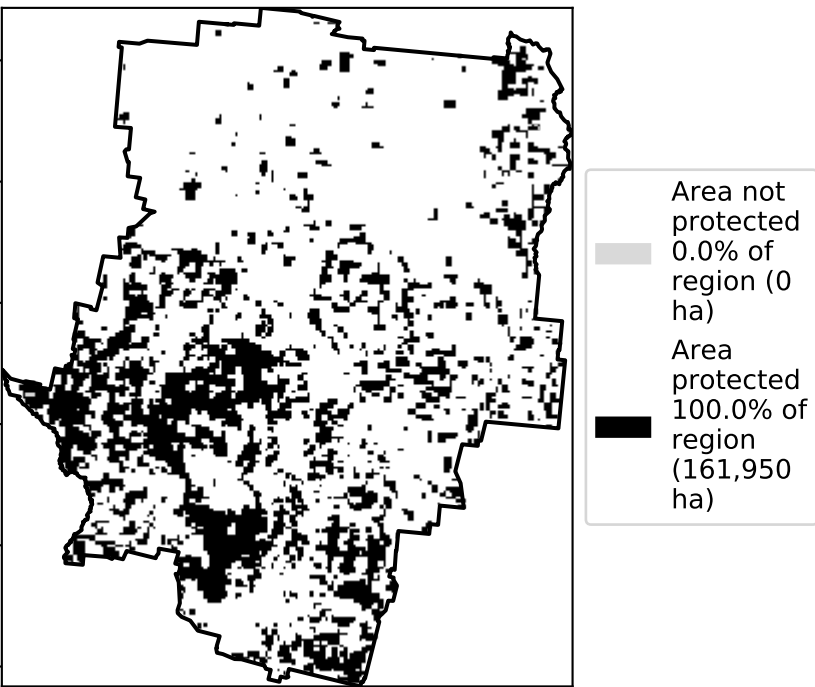 Area not
protected
0.0% of
region (0
ha)
Area
protected
100.0% of
region
(161,950
ha)